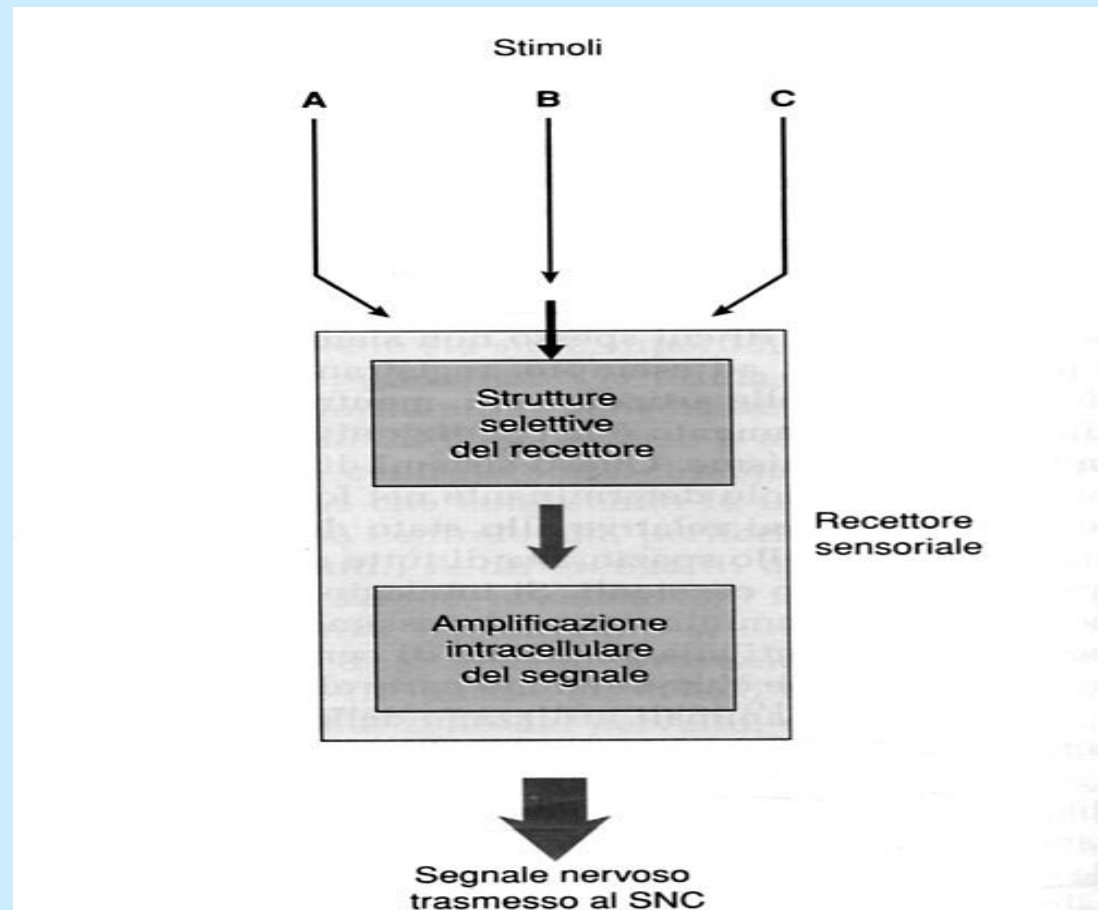 Stimoli
A B C
Strutture
selettive
del recettore
Recettore
sensoriale
Amplificazione
intracellulare
del segnale
Segnale nervoso
trasmesso al SNC